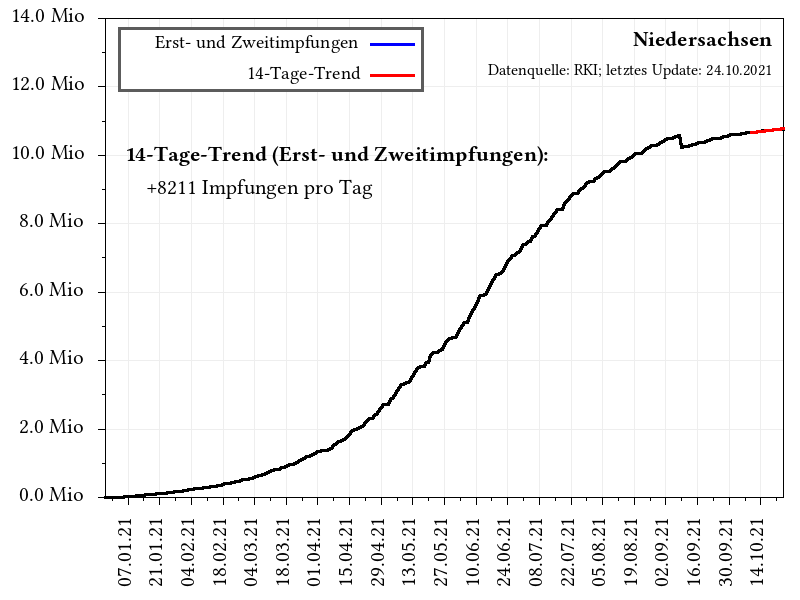 14.0 Mio
12.0 Mio
10.0 Mio
8.0 Mio
6.0 Mio
4.0 Mio
2.0 Mio
0.0 Mio
Erst- und Zweitimpfungen
14-Tage-Trend
Niedersachsen
Datenquelle: RKI; letztes Update: 24.10.2021
14-Tage-Trend (Erst- und Zweitimpfungen):
+8211 Impfungen pro Tag
07.01.21
21.01.21
04.02.21
18.02.21
04.03.21
18.03.21
01.04.21
15.04.21
29.04.21
13.05.21
27.05.21
10.06.21
24.06.21
08.07.21
22.07.21
05.08.21
19.08.21
02.09.21
16.09.21
30.09.21
14.10.21